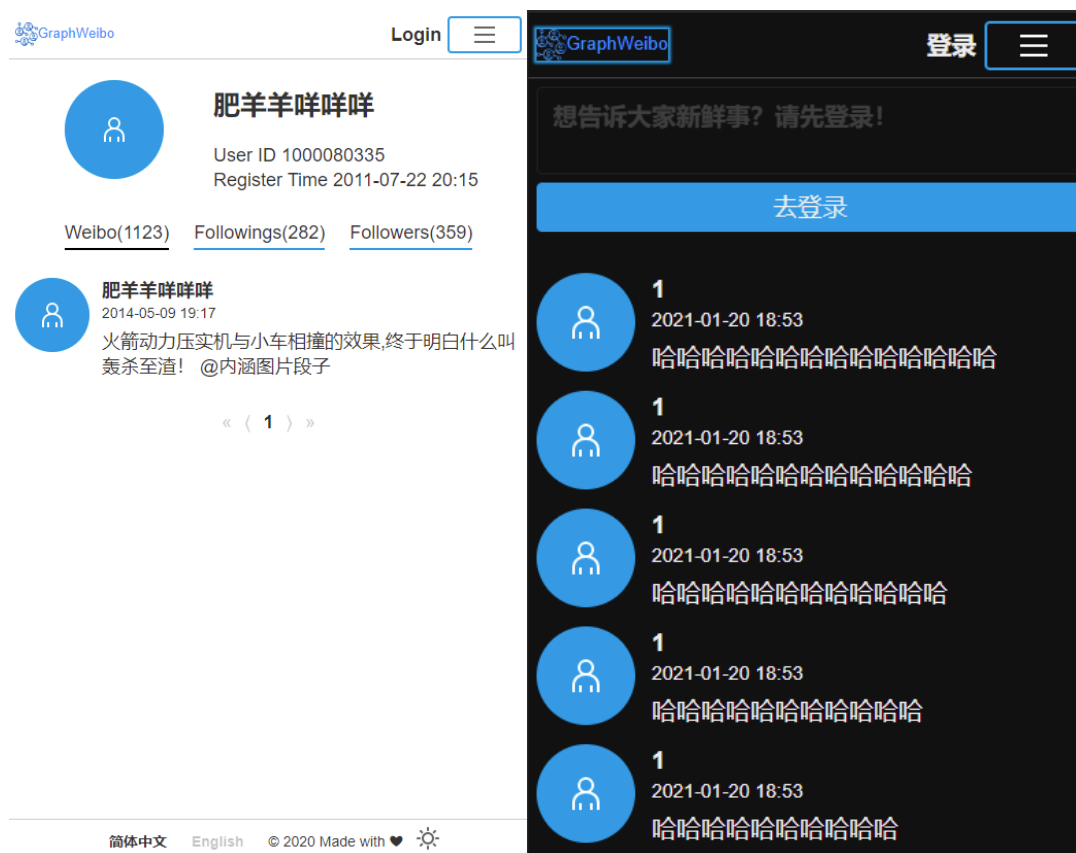 GraphWeibo
Login
肥羊羊咩咩咩
User ID 1000080335
Register Time 2011-07-22 20:15
Weibo(1123) Followings(282) Followers(359)
肥羊羊咩咩咩
2014-05-09 19:17
火箭动力压实机与小车相撞的效果,终于明白什么叫
轰杀至渣！ @内涵图片段子
« ⟨ 1 ⟩ »
简体中文 English © 2020 Made with ♥
GraphWeibo
登录
想告诉大家新鲜事？请先登录！
去登录
1
2021-01-20 18:53
哈哈哈哈哈哈哈哈哈哈哈哈哈哈
1
2021-01-20 18:53
哈哈哈哈哈哈哈哈哈哈哈哈哈
1
2021-01-20 18:53
哈哈哈哈哈哈哈哈哈哈哈哈
1
2021-01-20 18:53
哈哈哈哈哈哈哈哈哈哈哈
1
2021-01-20 18:53
哈哈哈哈哈哈哈哈哈哈